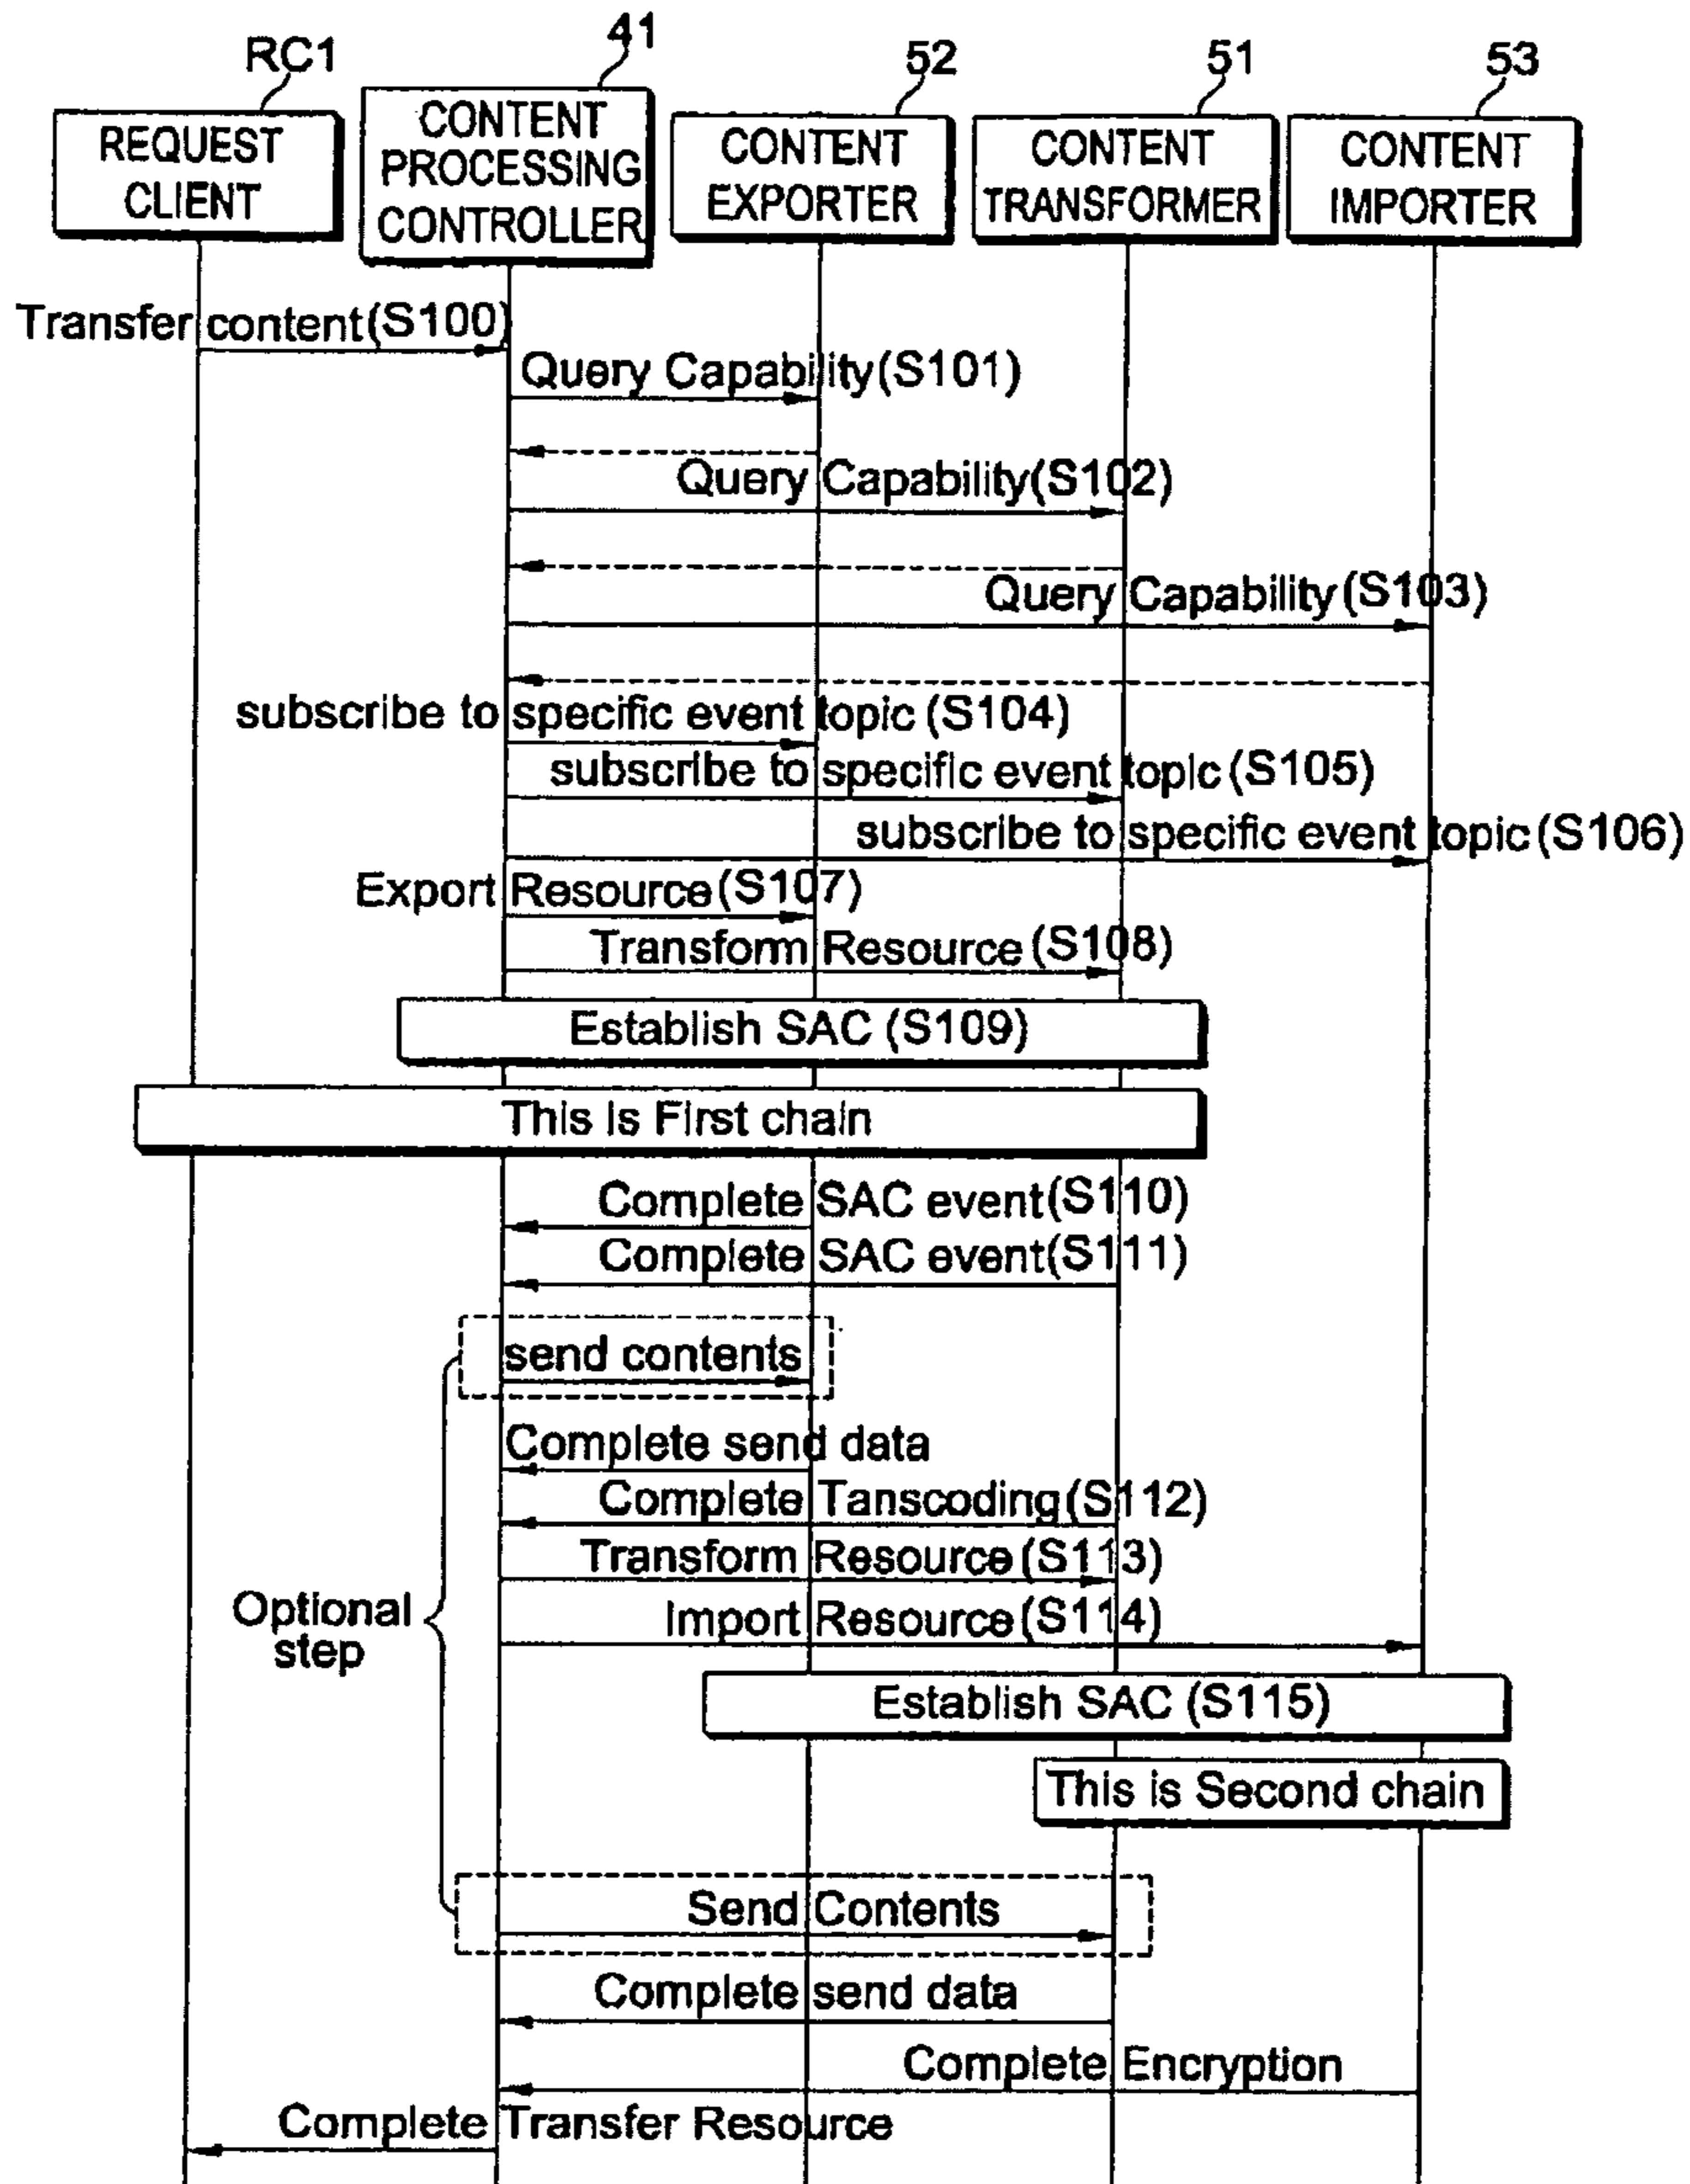 RC1
41
52
51
53
REQUEST
CLIENT
CONTENT
PROCESSING
CONTROLLER
CONTENT
EXPORTER
CONTENT
TRANSFORMER
CONTENT
IMPORTER
Transfer content(S100)
Query Capability(S101)
Query Capability(S102)
Query Capability(S103)
subscribe to specific event topic(S104)
subscribe to specific event topic(S105)
subscribe to specific event topic(S106)
Export Resource(S107)
Transform Resource(S108)
Establish SAC (S109)
This is First chain
Complete SAC event(S110)
Complete SAC event(S111)
send contents
Complete send data
Complete Tanscoding(S112)
Transform Resource(S113)
Optional
step
Import Resource(S114)
Establish SAC (S115)
This is Second chain
Send Contents
Complete send data
Complete Encryption
Complete Transfer Resource